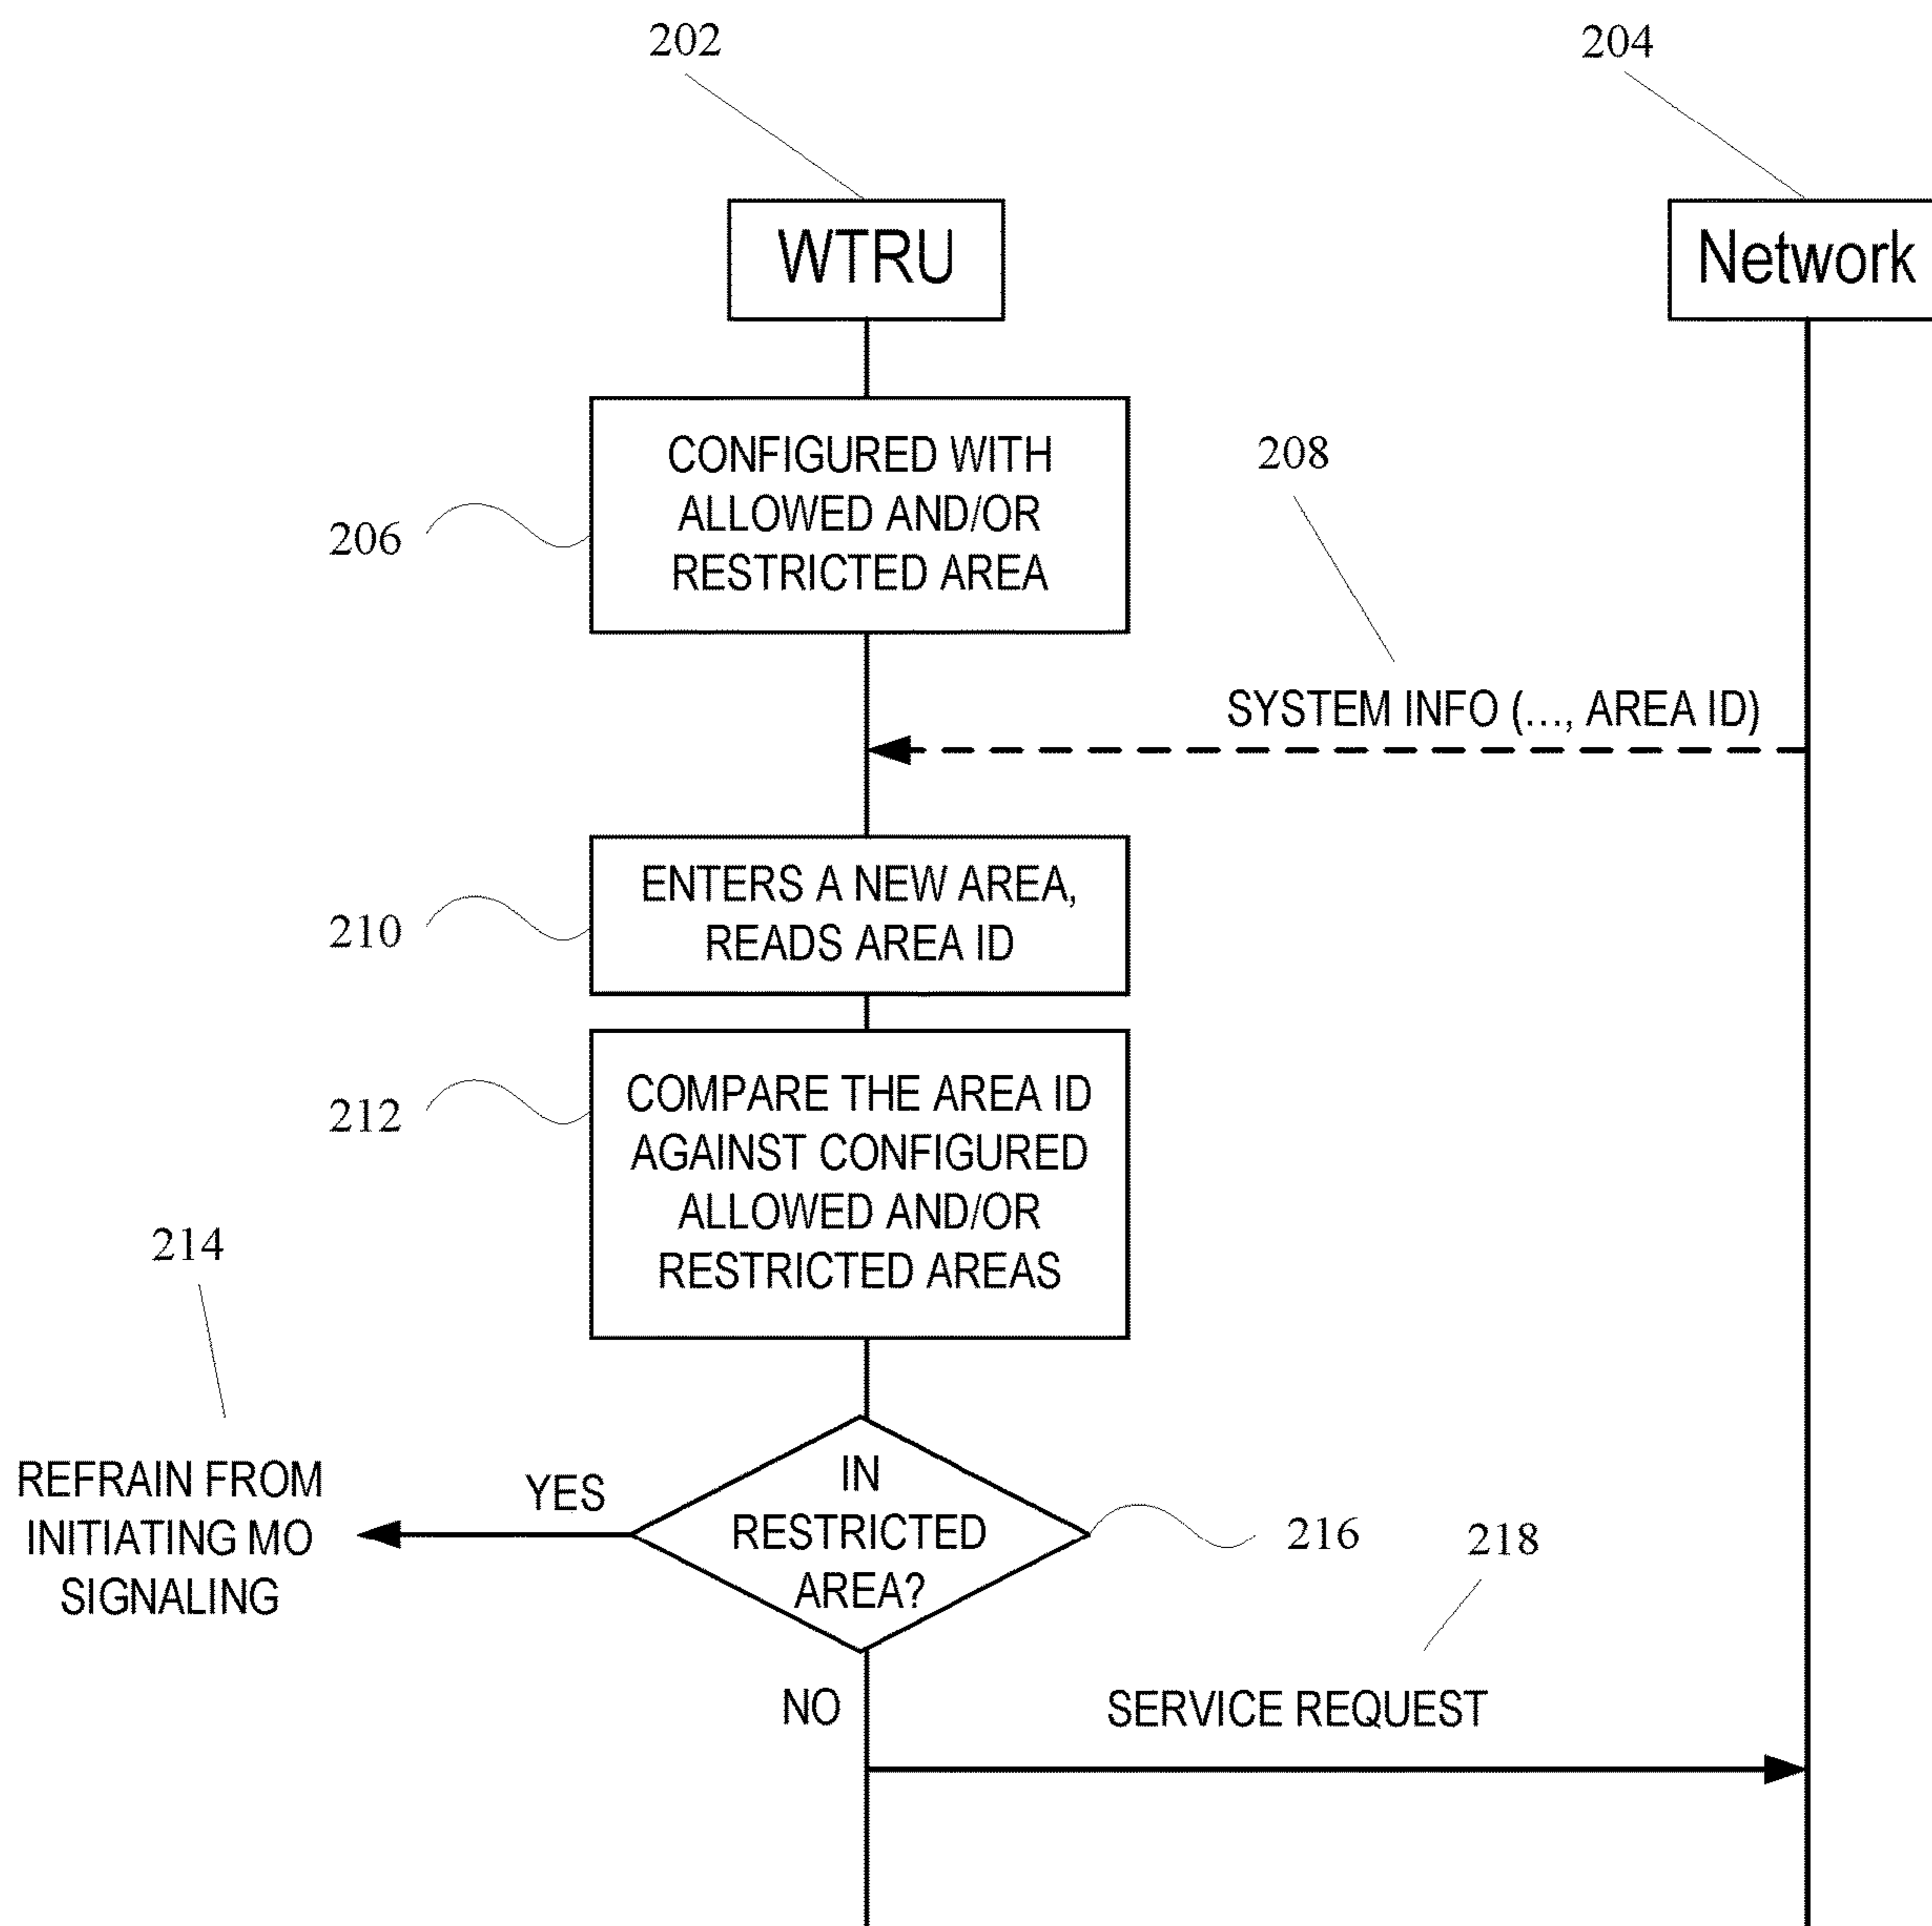 202
204
WTRU
Network
CONFIGURED WITH
ALLOWED AND/OR
RESTRICTED AREA
206
208
SYSTEM INFO (..., AREA ID)
ENTERS A NEW AREA,
READS AREA ID
210
COMPARE THE AREA ID
AGAINST CONFIGURED
ALLOWED AND/OR
RESTRICTED AREAS
212
214
REFRAIN FROM
INITIATING MO
SIGNALING
YES
IN
RESTRICTED
AREA?
216
218
NO
SERVICE REQUEST